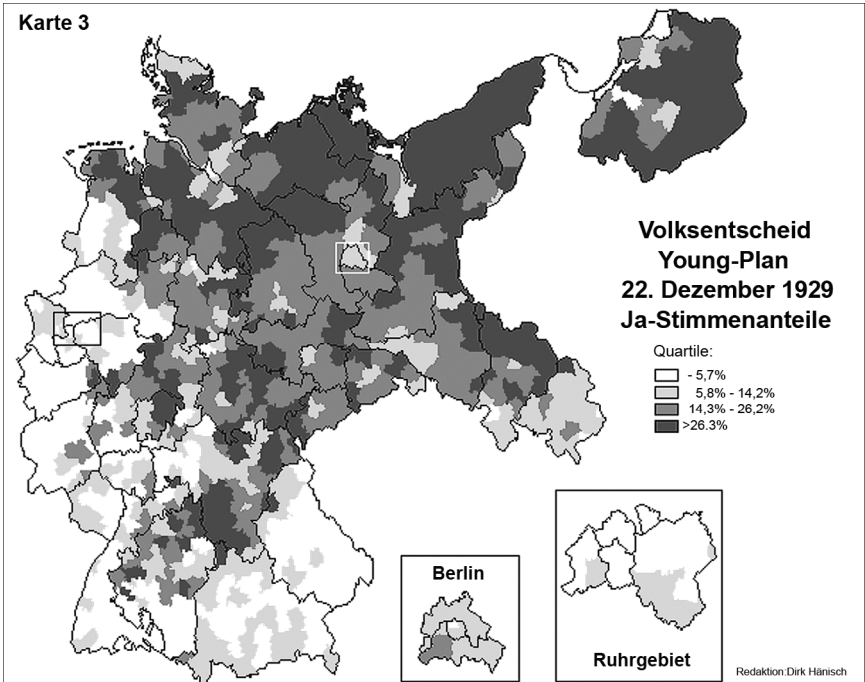 Karte 3
Volksentscheid
Young-Plan
22. Dezember 1929
Ja-Stimmenanteile
Quartile:
- 5,7%
5,8% - 14,2%
14,3% - 26,2%
>26.3%
Berlin
Ruhrgebiet
Redaktion:Dirk Hänisch